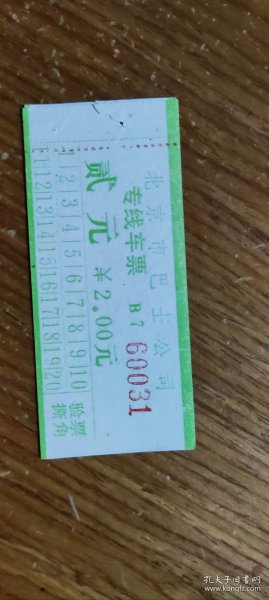 北京市巴士公司
专线车票 B 7 60031
贰元 ￥2.00元
1 2 3 4 5 6 7 8 9 10 验票
11 12 13 14 15 16 17 18 19 20 撕角
孔夫子旧书网
www.kongfz.com